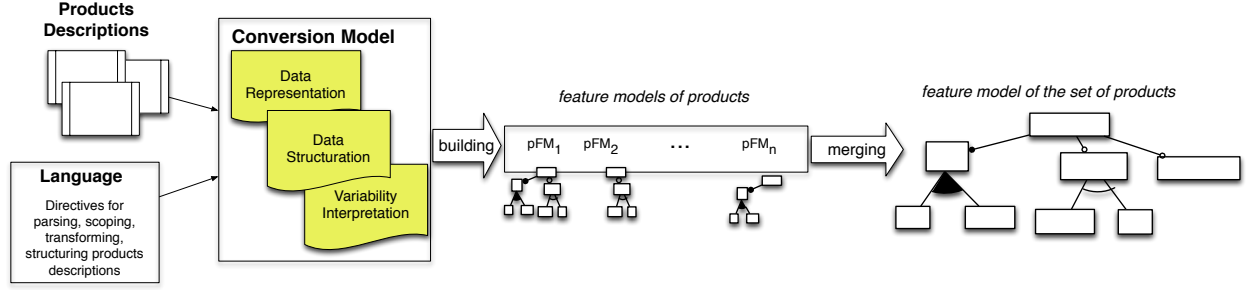 Products
Descriptions
Language
Directives for
parsing, scoping,
transforming,
structuring products
descriptions
Conversion Model
Data
Representation
Data
Structuration
Variability
Interpretation
building
feature models of products
pFM1 pFM2 ... pFMn
merging
feature model of the set of products